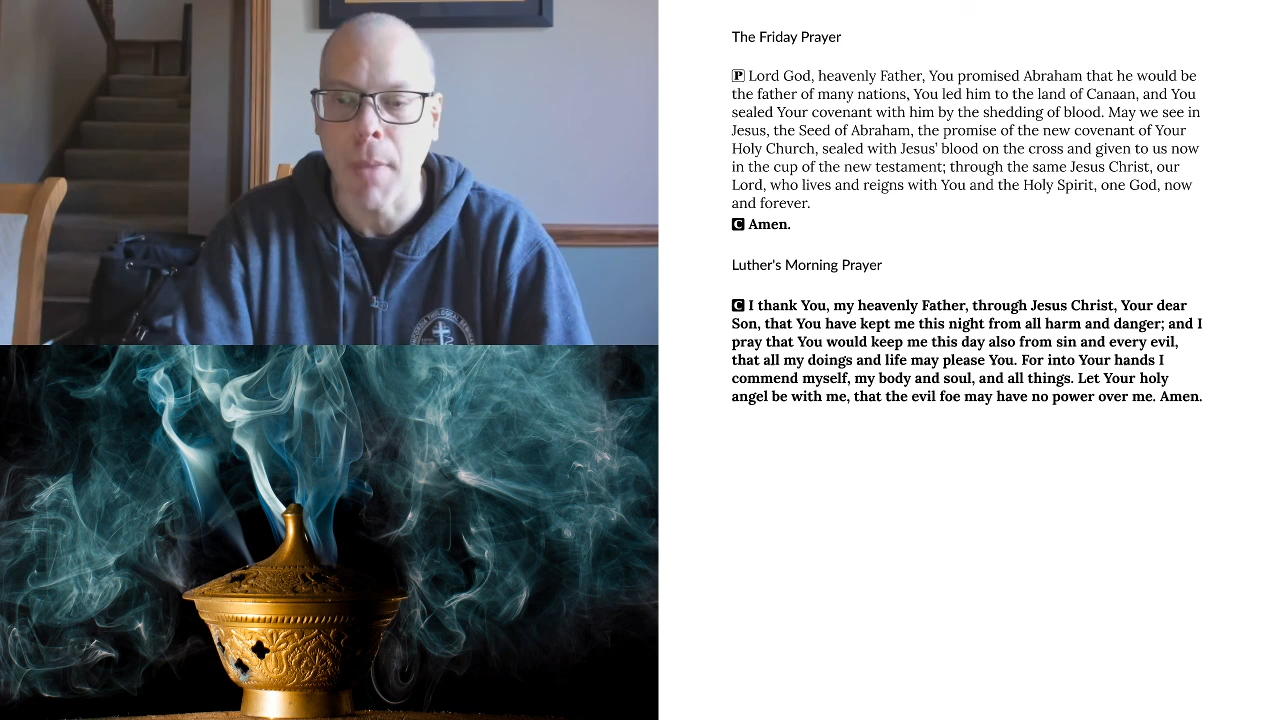 The Friday Prayer
P Lord God, heavenly Father, You promised Abraham that he would be
the father of many nations, You led him to the land of Canaan, and You
sealed Your covenant with him by the shedding of blood. May we see in
Jesus, the Seed of Abraham, the promise of the new covenant of Your
Holy Church, sealed with Jesus' blood on the cross and given to us now
in the cup of the new testament; through the same Jesus Christ, our
Lord, who lives and reigns with You and the Holy Spirit, one God, now
and forever.
C Amen.
Luther's Morning Prayer
C I thank You, my heavenly Father, through Jesus Christ, Your dear
Son, that You have kept me this night from all harm and danger; and I
pray that You would keep me this day also from sin and every evil,
that all my doings and life may please You. For into Your hands I
commend myself, my body and soul, and all things. Let Your holy
angel be with me, that the evil foe may have no power over me. Amen.